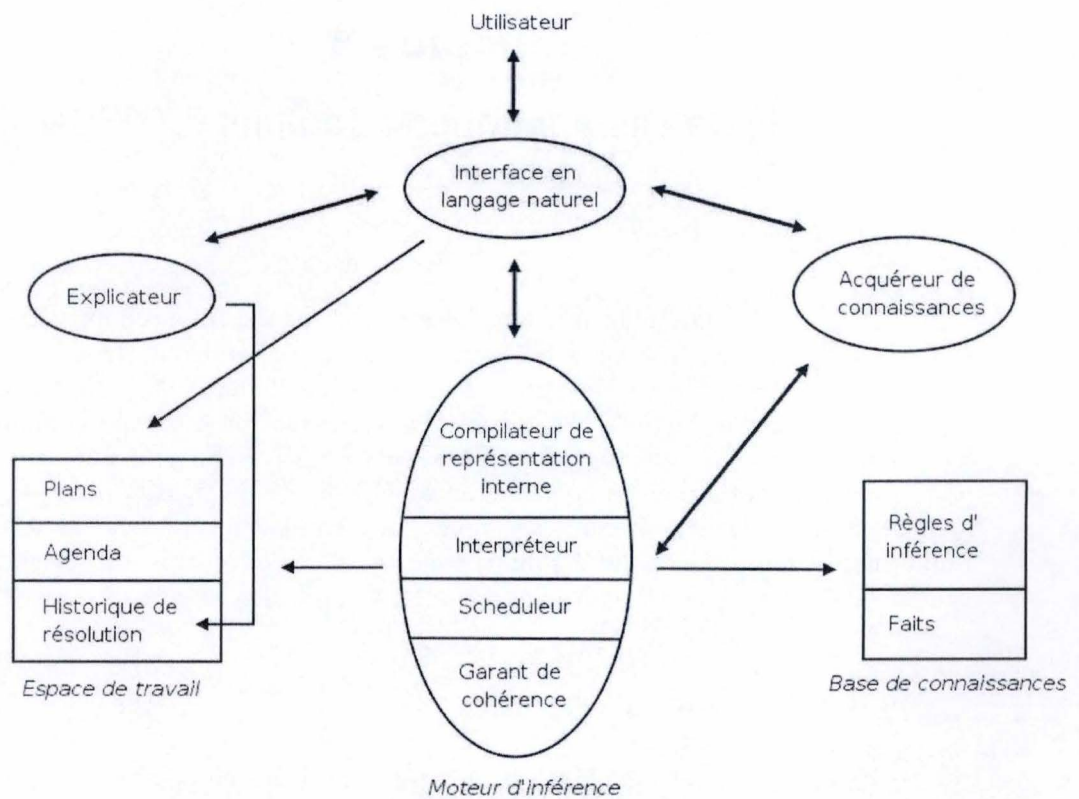 Utilisateur
Interface en
langage naturel
Explicateur
Acquéreur de
connaissances
Compilateur de
représentation
interne
Interpréteur
Scheduleur
Garant de
cohérence
Plans
Agenda
Historique de
résolution
Espace de travail
Règles d'
inférence
Faits
Base de connaissances
Moteur d'inférence